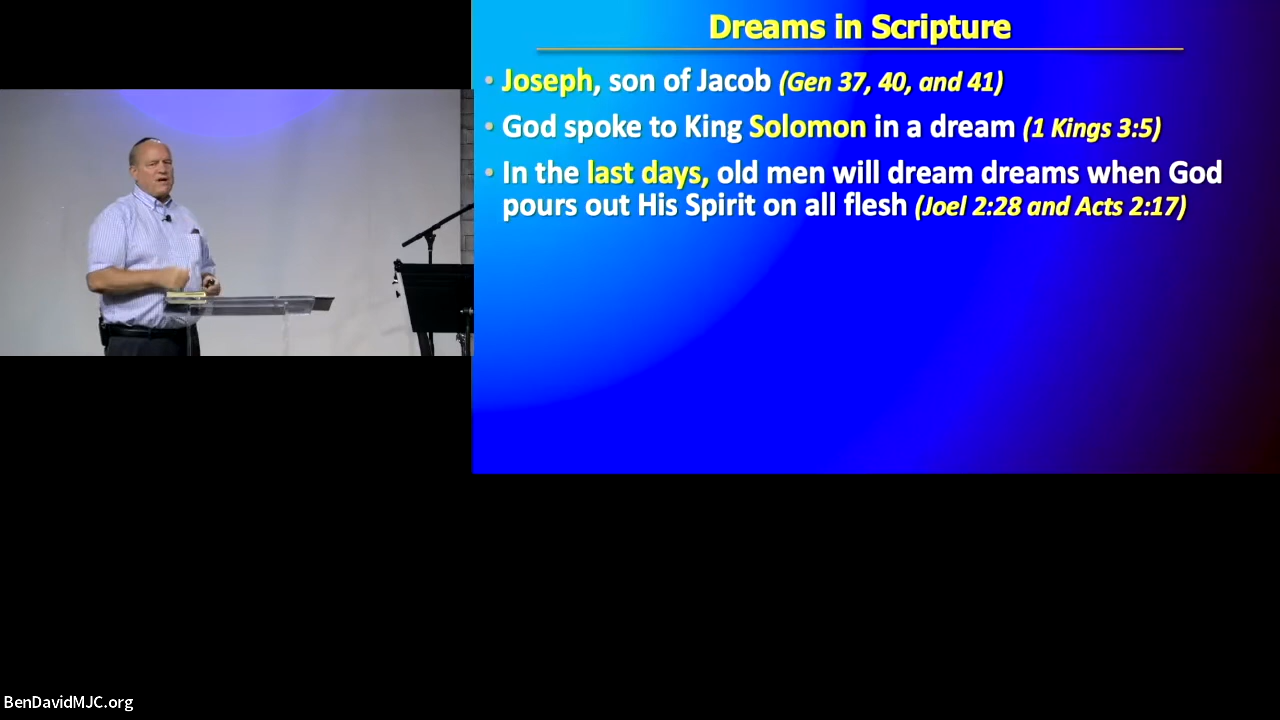 Dreams in Scripture
• Joseph, son of Jacob (Gen 37, 40, and 41)
• God spoke to King Solomon in a dream (1 Kings 3:5)
• In the last days, old men will dream dreams when God
pours out His Spirit on all flesh (Joel 2:28 and Acts 2:17)
BenDavidMJC.org